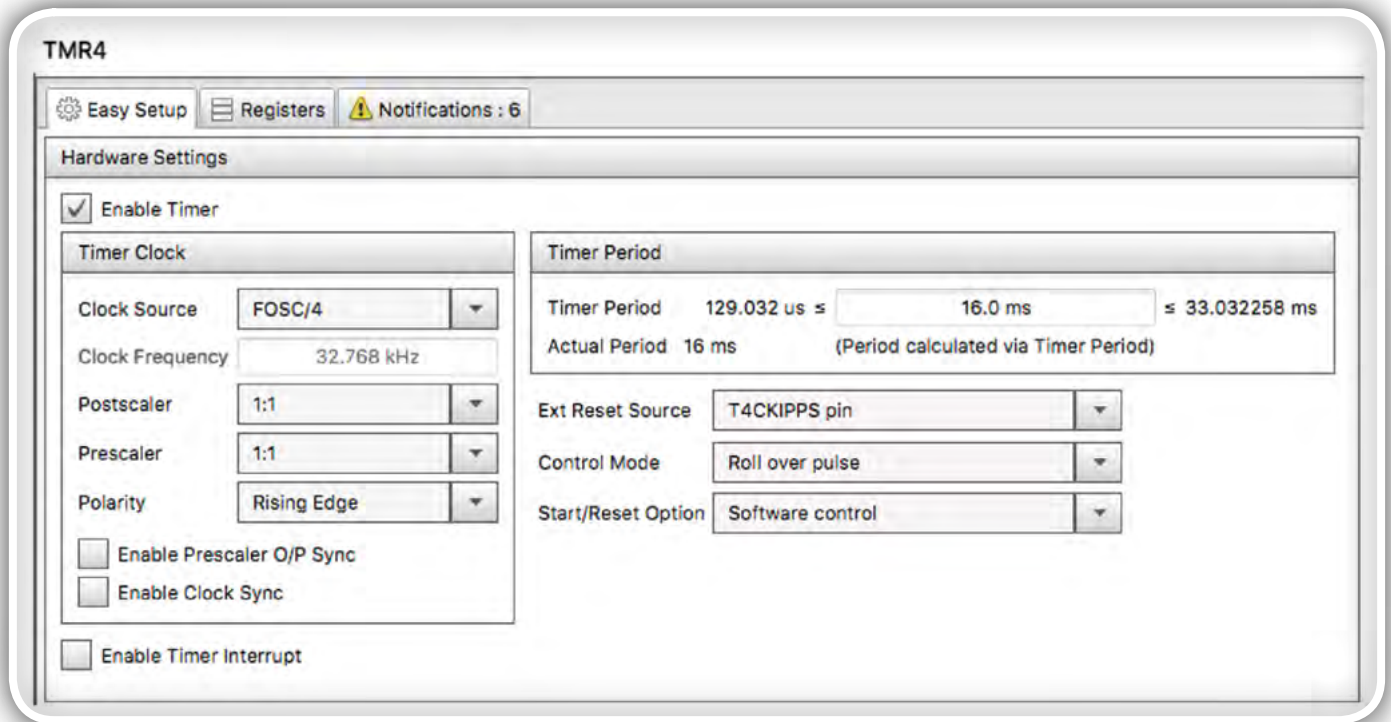 TMR4
Easy Setup
Registers
Notifications : 6
Hardware Settings
Enable Timer
Timer Clock
Clock Source FOSC/4
Clock Frequency 32.768 kHz
Postscaler 1:1
Prescaler 1:1
Polarity Rising Edge
Enable Prescaler O/P Sync
Enable Clock Sync
Enable Timer Interrupt
Timer Period
Timer Period 129.032 us ≤ 16.0 ms ≤ 33.032258 ms
Actual Period 16 ms (Period calculated via Timer Period)
Ext Reset Source T4CKIPPS pin
Control Mode Roll over pulse
Start/Reset Option Software control